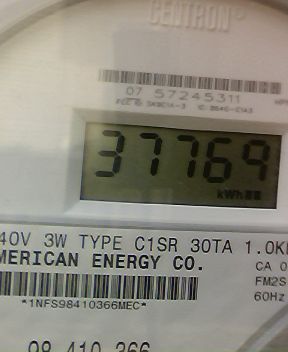 CENTRON®
07 57245311
37769
kWh
40V 3W TYPE C1SR 30TA 1.0K
MERICAN ENERGY CO. CA 0
FM2S
*1NFS98410366MEC* 60Hz
98 410 366